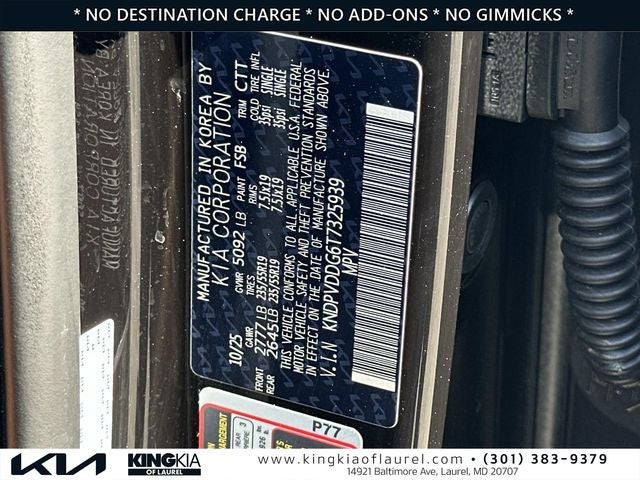 * NO DESTINATION CHARGE * NO ADD-ONS * NO GIMMICKS *
MANUFACTURED IN KOREA BY
KIA CORPORATION
10/25 GVWR 5092 LB PAINT FSB TRIM CTT
GAWR TIRES RIMS COLD TIRE INFL
FRONT 2777 LB 235/55R19 7.5Jx19 35psi SINGLE
REAR 2645LB 235/55R19 7.5Jx19 35psi SINGLE
THIS VEHICLE CONFORMS TO ALL APPLICABLE U.S.A. FEDERAL
MOTOR VEHICLE SAFETY AND THEFT PREVENTION STANDARDS
IN EFFECT ON THE DATE OF MANUFACTURE SHOWN ABOVE.
V.I.N KNDPVDDG6T7325939
MPV
P77
REAR 3
KIA
KINGKIA
OF LAUREL
www.kingkiaoflaurel.com • (301) 383-9379
14921 Baltimore Ave, Laurel, MD 20707